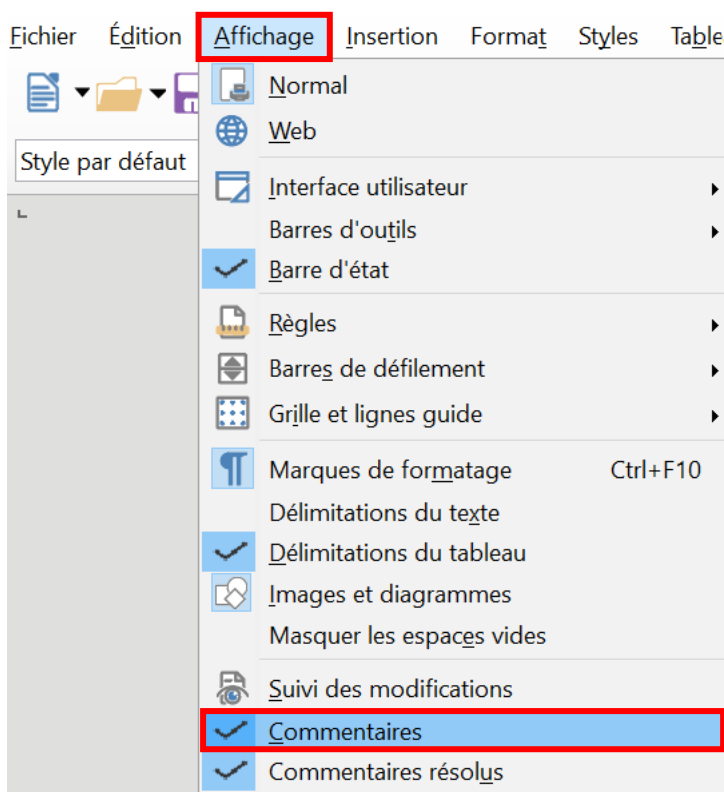 Fichier Édition Affichage Insertion Format Styles Table
Normal
Web
Style par défaut
Interface utilisateur
Barres d'outils
Barre d'état
Règles
Barres de défilement
Grille et lignes guide
Marques de formatage Ctrl+F10
Délimitations du texte
Délimitations du tableau
Images et diagrammes
Masquer les espaces vides
Suivi des modifications
Commentaires
Commentaires résolus